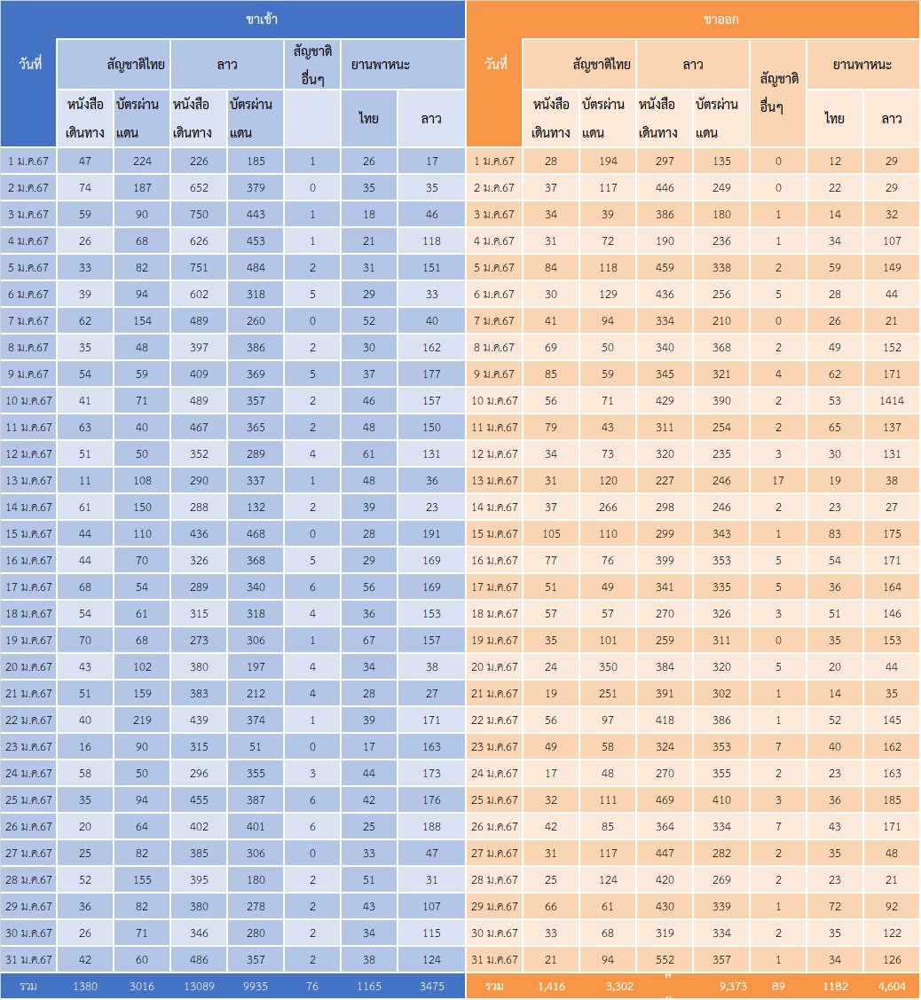 ขาเข้า ขาออก
วันที่ สัญชาติไทย ลาว สัญชาติอื่นๆ ยานพาหนะ วันที่ สัญชาติไทย ลาว สัญชาติอื่นๆ ยานพาหนะ
หนังสือเดินทาง บัตรผ่านแดน หนังสือเดินทาง บัตรผ่านแดน ไทย ลาว หนังสือเดินทาง บัตรผ่านแดน หนังสือเดินทาง บัตรผ่านแดน ไทย ลาว
1 ม.ค.67 47 224 226 185 1 26 17 1 ม.ค.67 28 194 297 135 0 12 29
2 ม.ค.67 74 187 652 379 0 35 35 2 ม.ค.67 37 117 446 249 0 22 29
3 ม.ค.67 59 90 750 443 1 18 46 3 ม.ค.67 34 39 386 180 1 14 32
4 ม.ค.67 26 68 626 453 1 21 118 4 ม.ค.67 31 72 190 236 1 34 107
5 ม.ค.67 33 82 751 484 2 31 151 5 ม.ค.67 84 118 459 338 2 59 149
6 ม.ค.67 39 94 602 318 5 29 33 6 ม.ค.67 30 129 436 256 5 28 44
7 ม.ค.67 62 154 489 260 0 52 40 7 ม.ค.67 41 94 334 210 0 26 21
8 ม.ค.67 35 48 397 386 2 30 162 8 ม.ค.67 69 50 340 368 2 49 152
9 ม.ค.67 54 59 409 369 5 37 177 9 ม.ค.67 85 59 345 321 4 62 171
10 ม.ค.67 41 71 489 357 2 46 157 10 ม.ค.67 56 71 429 390 2 53 1414
11 ม.ค.67 63 40 467 365 2 48 150 11 ม.ค.67 79 43 311 254 2 65 137
12 ม.ค.67 51 50 352 289 4 61 131 12 ม.ค.67 34 73 320 235 3 30 131
13 ม.ค.67 11 108 290 337 1 48 36 13 ม.ค.67 31 120 227 246 17 19 38
14 ม.ค.67 61 150 288 132 2 39 23 14 ม.ค.67 37 266 298 246 2 23 27
15 ม.ค.67 44 110 436 468 0 28 191 15 ม.ค.67 105 110 299 343 1 83 175
16 ม.ค.67 44 70 326 368 5 29 169 16 ม.ค.67 77 76 399 353 5 54 171
17 ม.ค.67 68 54 289 340 6 56 169 17 ม.ค.67 51 49 341 335 5 36 164
18 ม.ค.67 54 61 315 318 4 36 153 18 ม.ค.67 57 57 270 326 3 51 146
19 ม.ค.67 70 68 273 306 1 67 157 19 ม.ค.67 35 101 259 311 0 35 153
20 ม.ค.67 43 102 380 197 4 34 38 20 ม.ค.67 24 350 384 320 5 20 44
21 ม.ค.67 51 159 383 212 4 28 27 21 ม.ค.67 19 251 391 302 1 14 35
22 ม.ค.67 40 219 439 374 1 39 171 22 ม.ค.67 56 97 418 386 1 52 145
23 ม.ค.67 16 90 315 51 0 17 163 23 ม.ค.67 49 58 324 353 7 40 162
24 ม.ค.67 58 50 296 355 3 44 173 24 ม.ค.67 17 48 270 355 2 23 163
25 ม.ค.67 35 94 455 387 6 42 176 25 ม.ค.67 32 111 469 410 3 36 185
26 ม.ค.67 20 64 402 401 6 25 188 26 ม.ค.67 42 85 364 334 7 43 171
27 ม.ค.67 25 82 385 306 0 33 47 27 ม.ค.67 31 117 447 282 2 35 48
28 ม.ค.67 52 155 395 180 2 51 31 28 ม.ค.67 25 124 420 269 2 23 21
29 ม.ค.67 36 82 380 278 2 43 107 29 ม.ค.67 66 61 430 339 1 72 92
30 ม.ค.67 26 71 346 280 2 34 115 30 ม.ค.67 33 68 319 334 2 35 122
31 ม.ค.67 42 60 486 357 2 38 124 31 ม.ค.67 21 94 552 357 1 34 126
รวม 1380 3016 13089 9935 76 1165 3475 รวม 1,416 3,302 9,373 89 1182 4,604